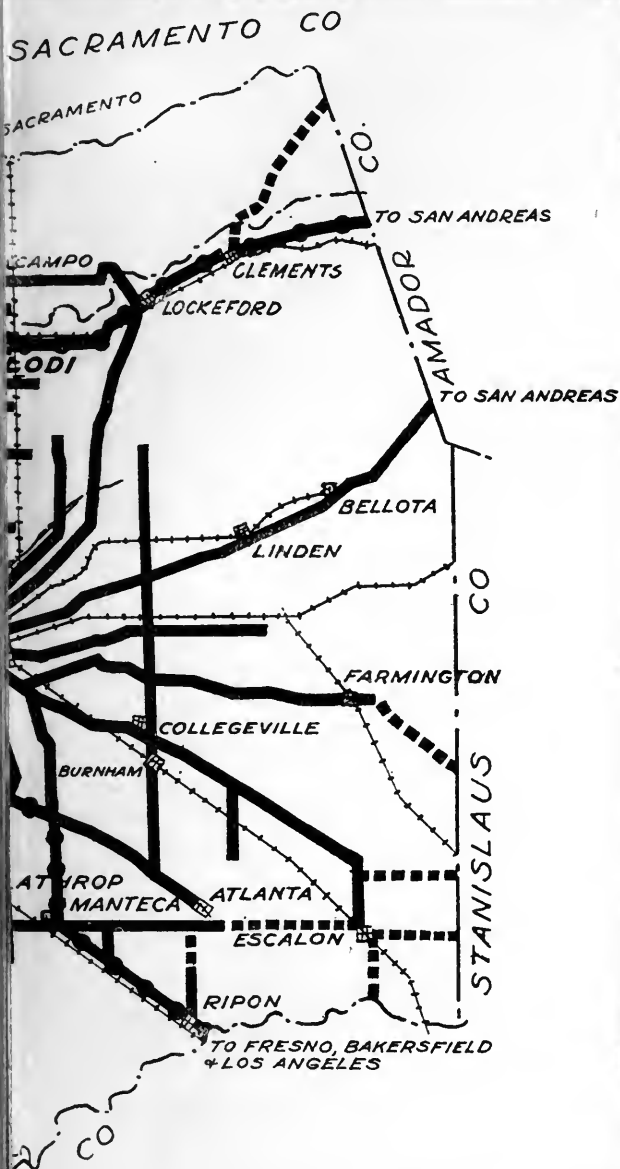 SACRAMENTO CO
SACRAMENTO
CO.
TO SAN ANDREAS
CAMPO
CLEMENTS
LOCKEFORD
AMADOR
ODI
TO SAN ANDREAS
BELLOTA
LINDEN
CO
FARMINGTON
COLLEGEVILLE
BURNHAM
STANISLAUS
ATHROP
MANTECA
ATLANTA
ESCALON
RIPON
TO FRESNO, BAKERSFIELD
& LOS ANGELES
CO